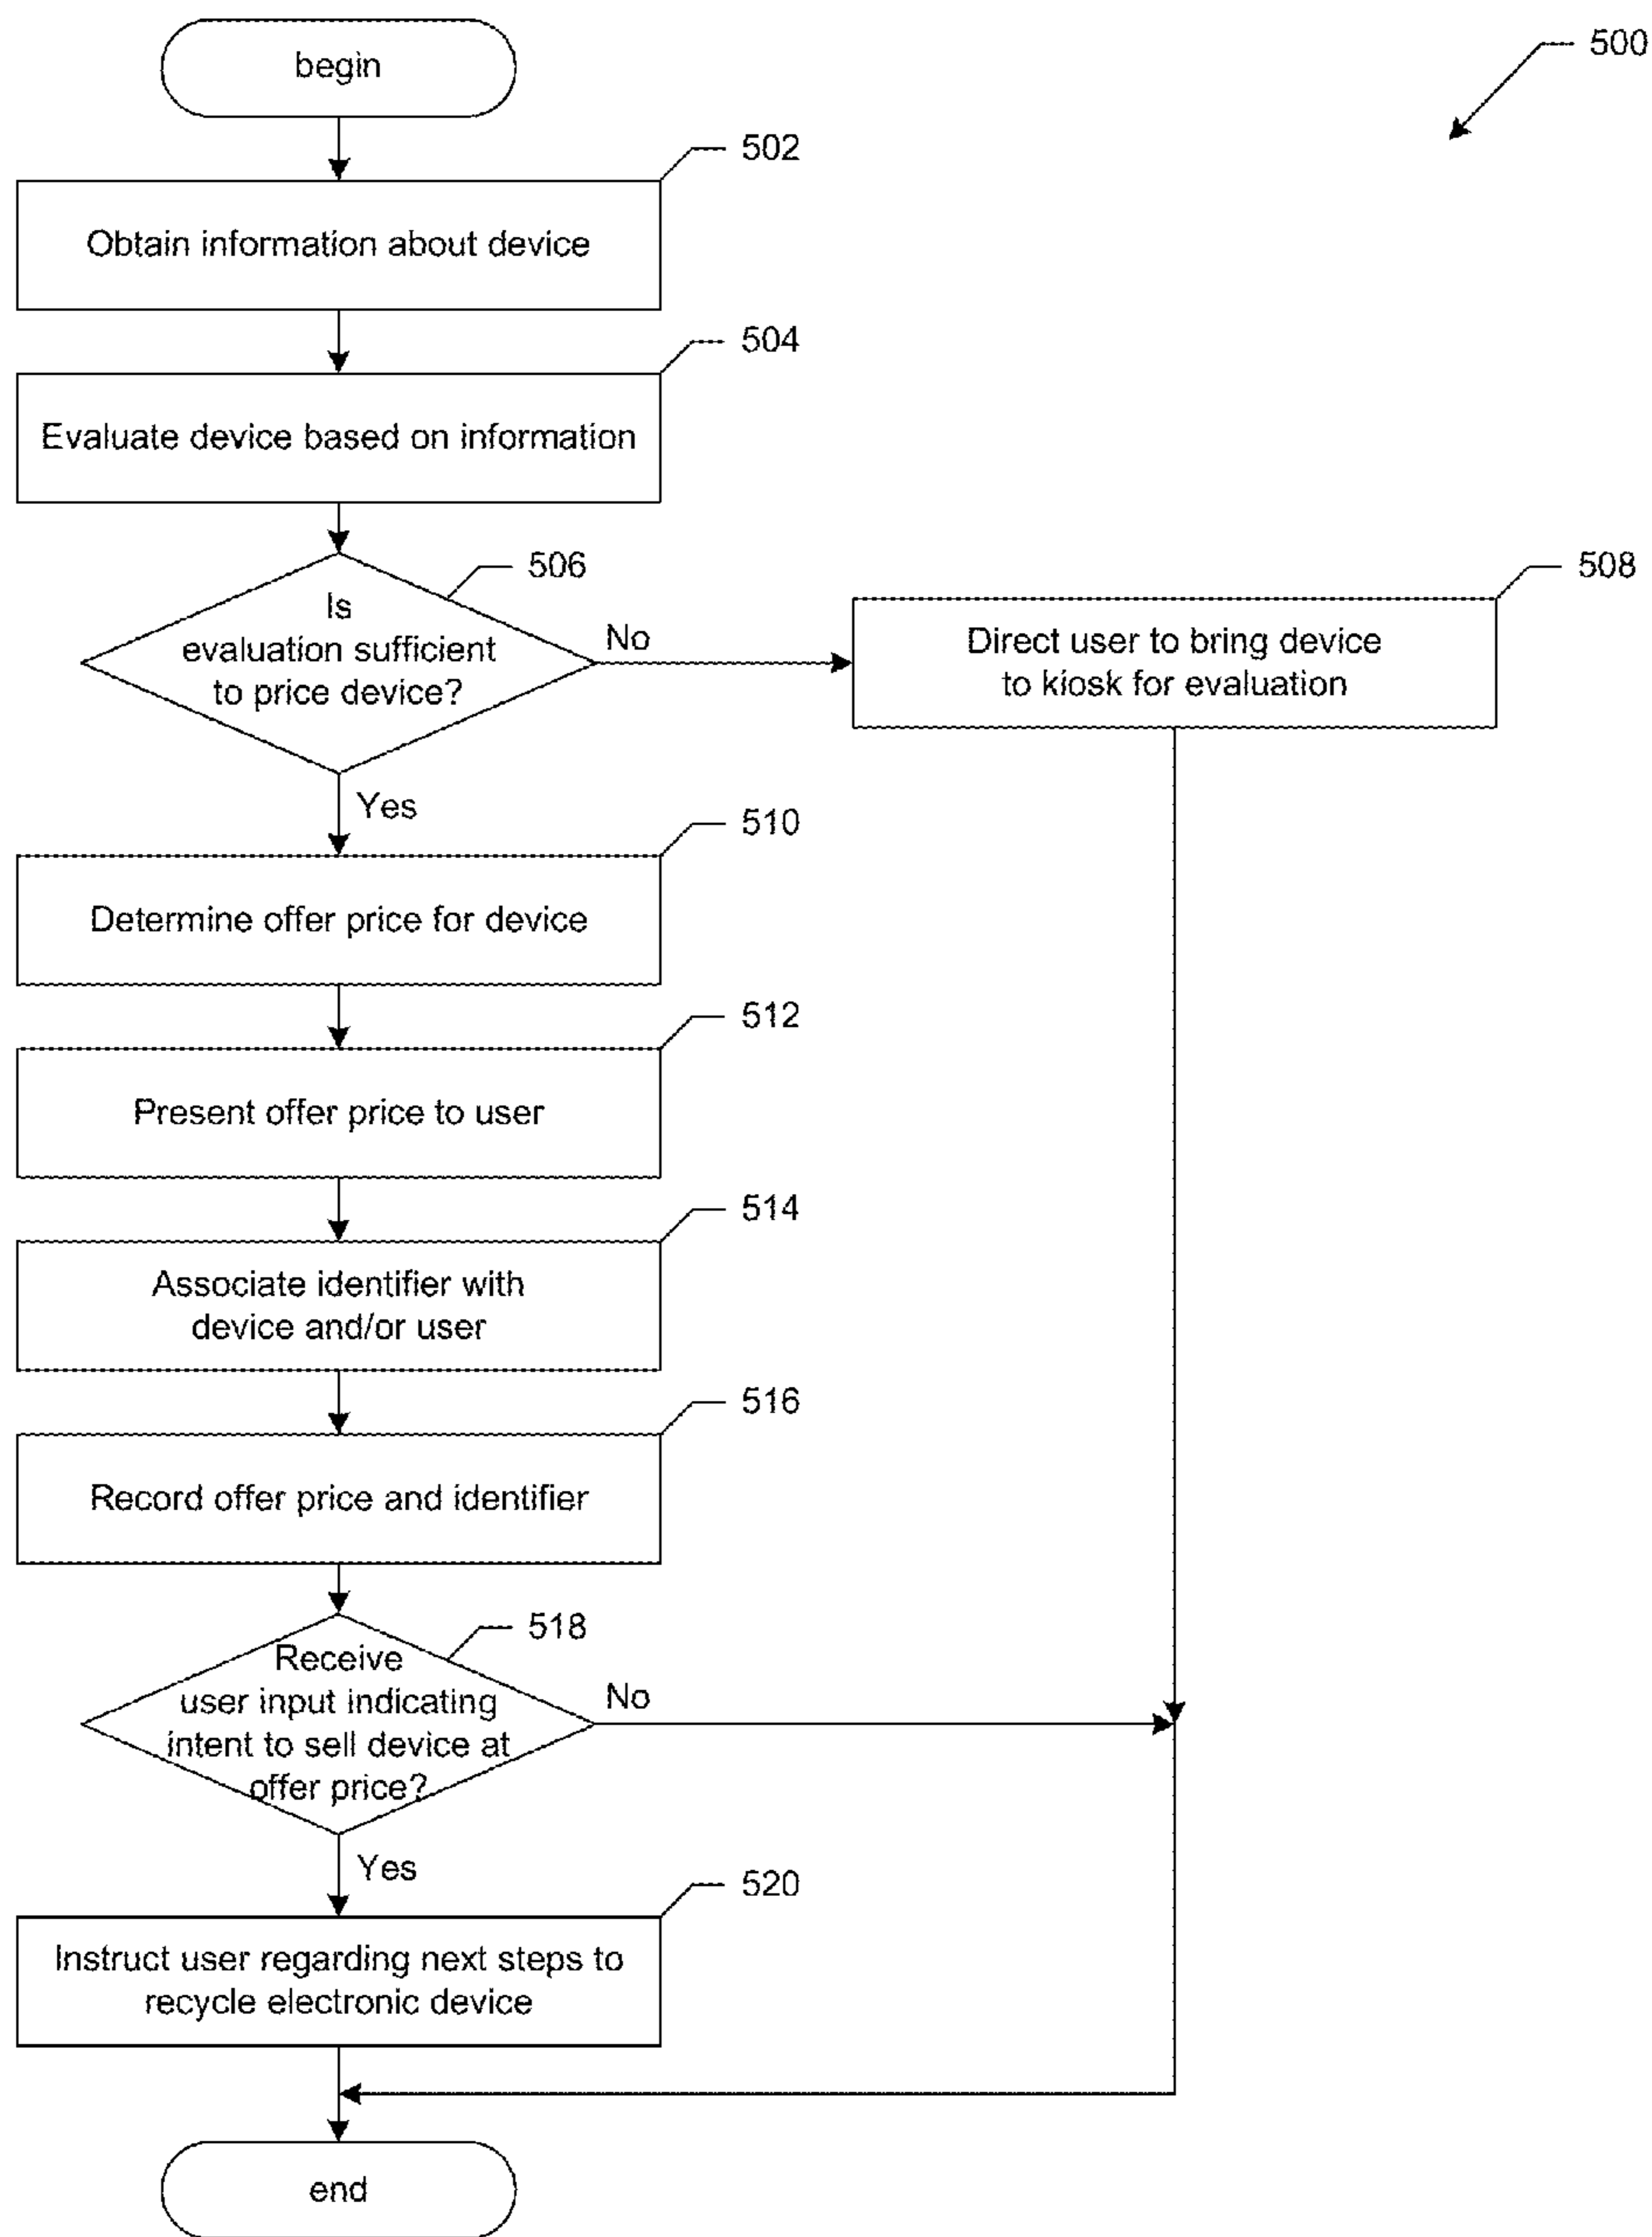 begin
500
502
Obtain information about device
504
Evaluate device based on information
506
Is
evaluation sufficient
to price device?
No
508
Direct user to bring device
to kiosk for evaluation
Yes
510
Determine offer price for device
512
Present offer price to user
514
Associate identifier with
device and/or user
516
Record offer price and identifier
518
Receive
user input indicating
intent to sell device at
offer price?
No
Yes
520
Instruct user regarding next steps to
recycle electronic device
end